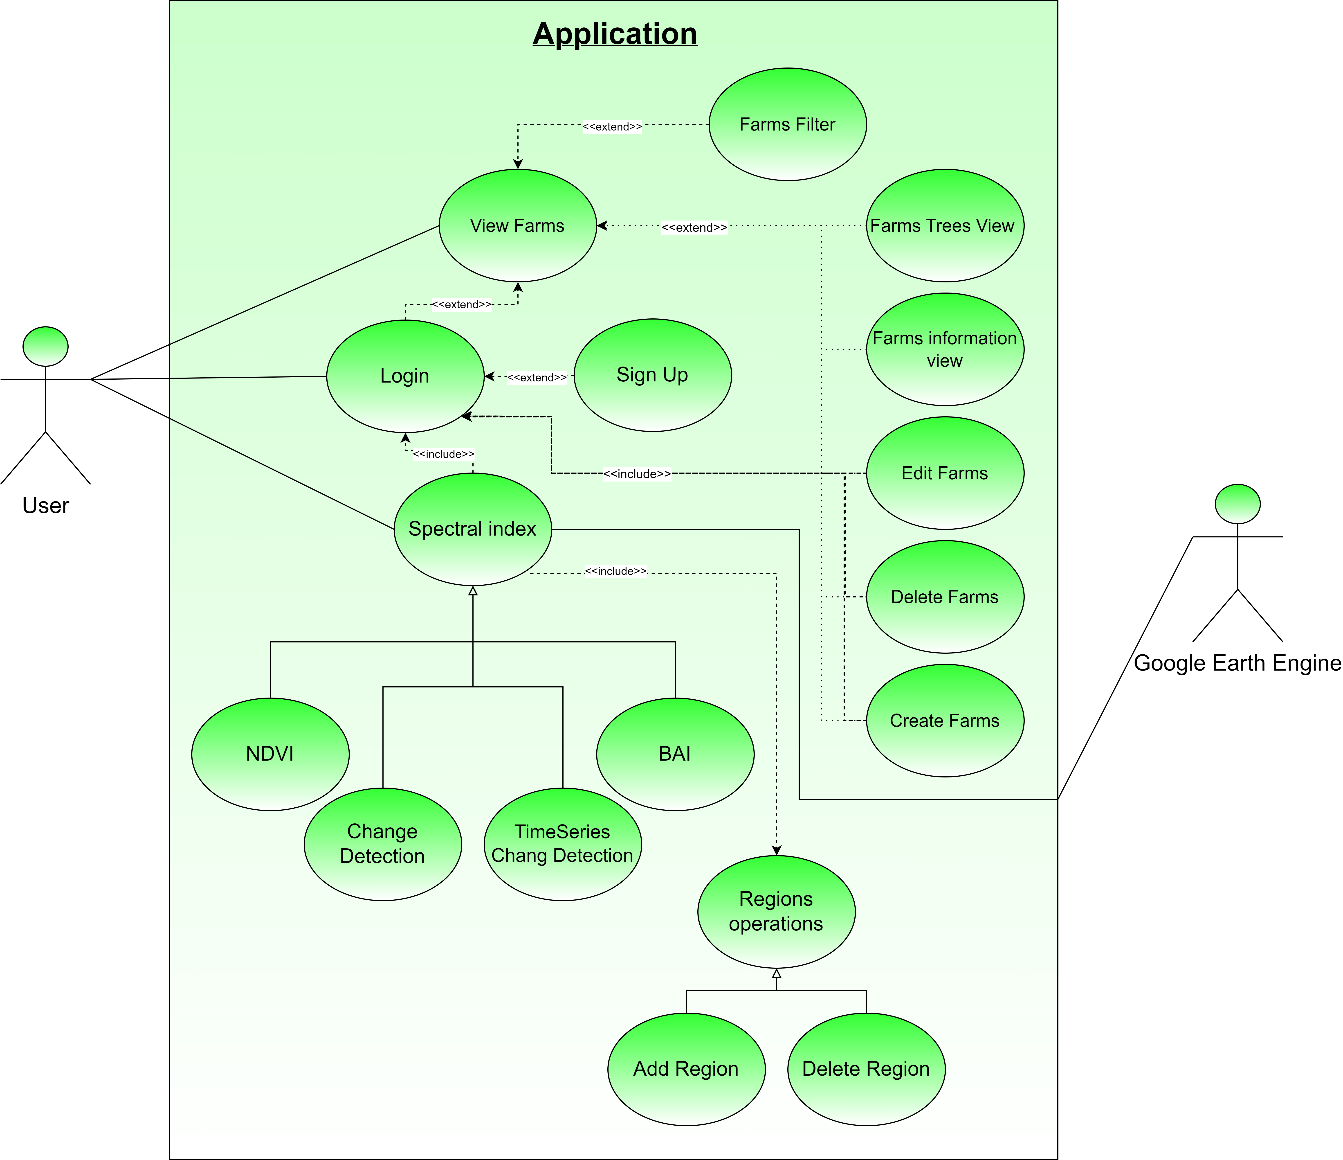 Application
Farms Filter
<<extend>>
View Farms
<<extend>>
Farms Trees View
<<extend>>
Farms information
view
Login
<<extend>>
Sign Up
<<include>>
<<include>>
Edit Farms
User
Spectral index
<<include>>
Delete Farms
Google Earth Engine
Create Farms
NDVI
BAI
Change
Detection
TimeSeries
Chang Detection
Regions
operations
Add Region
Delete Region